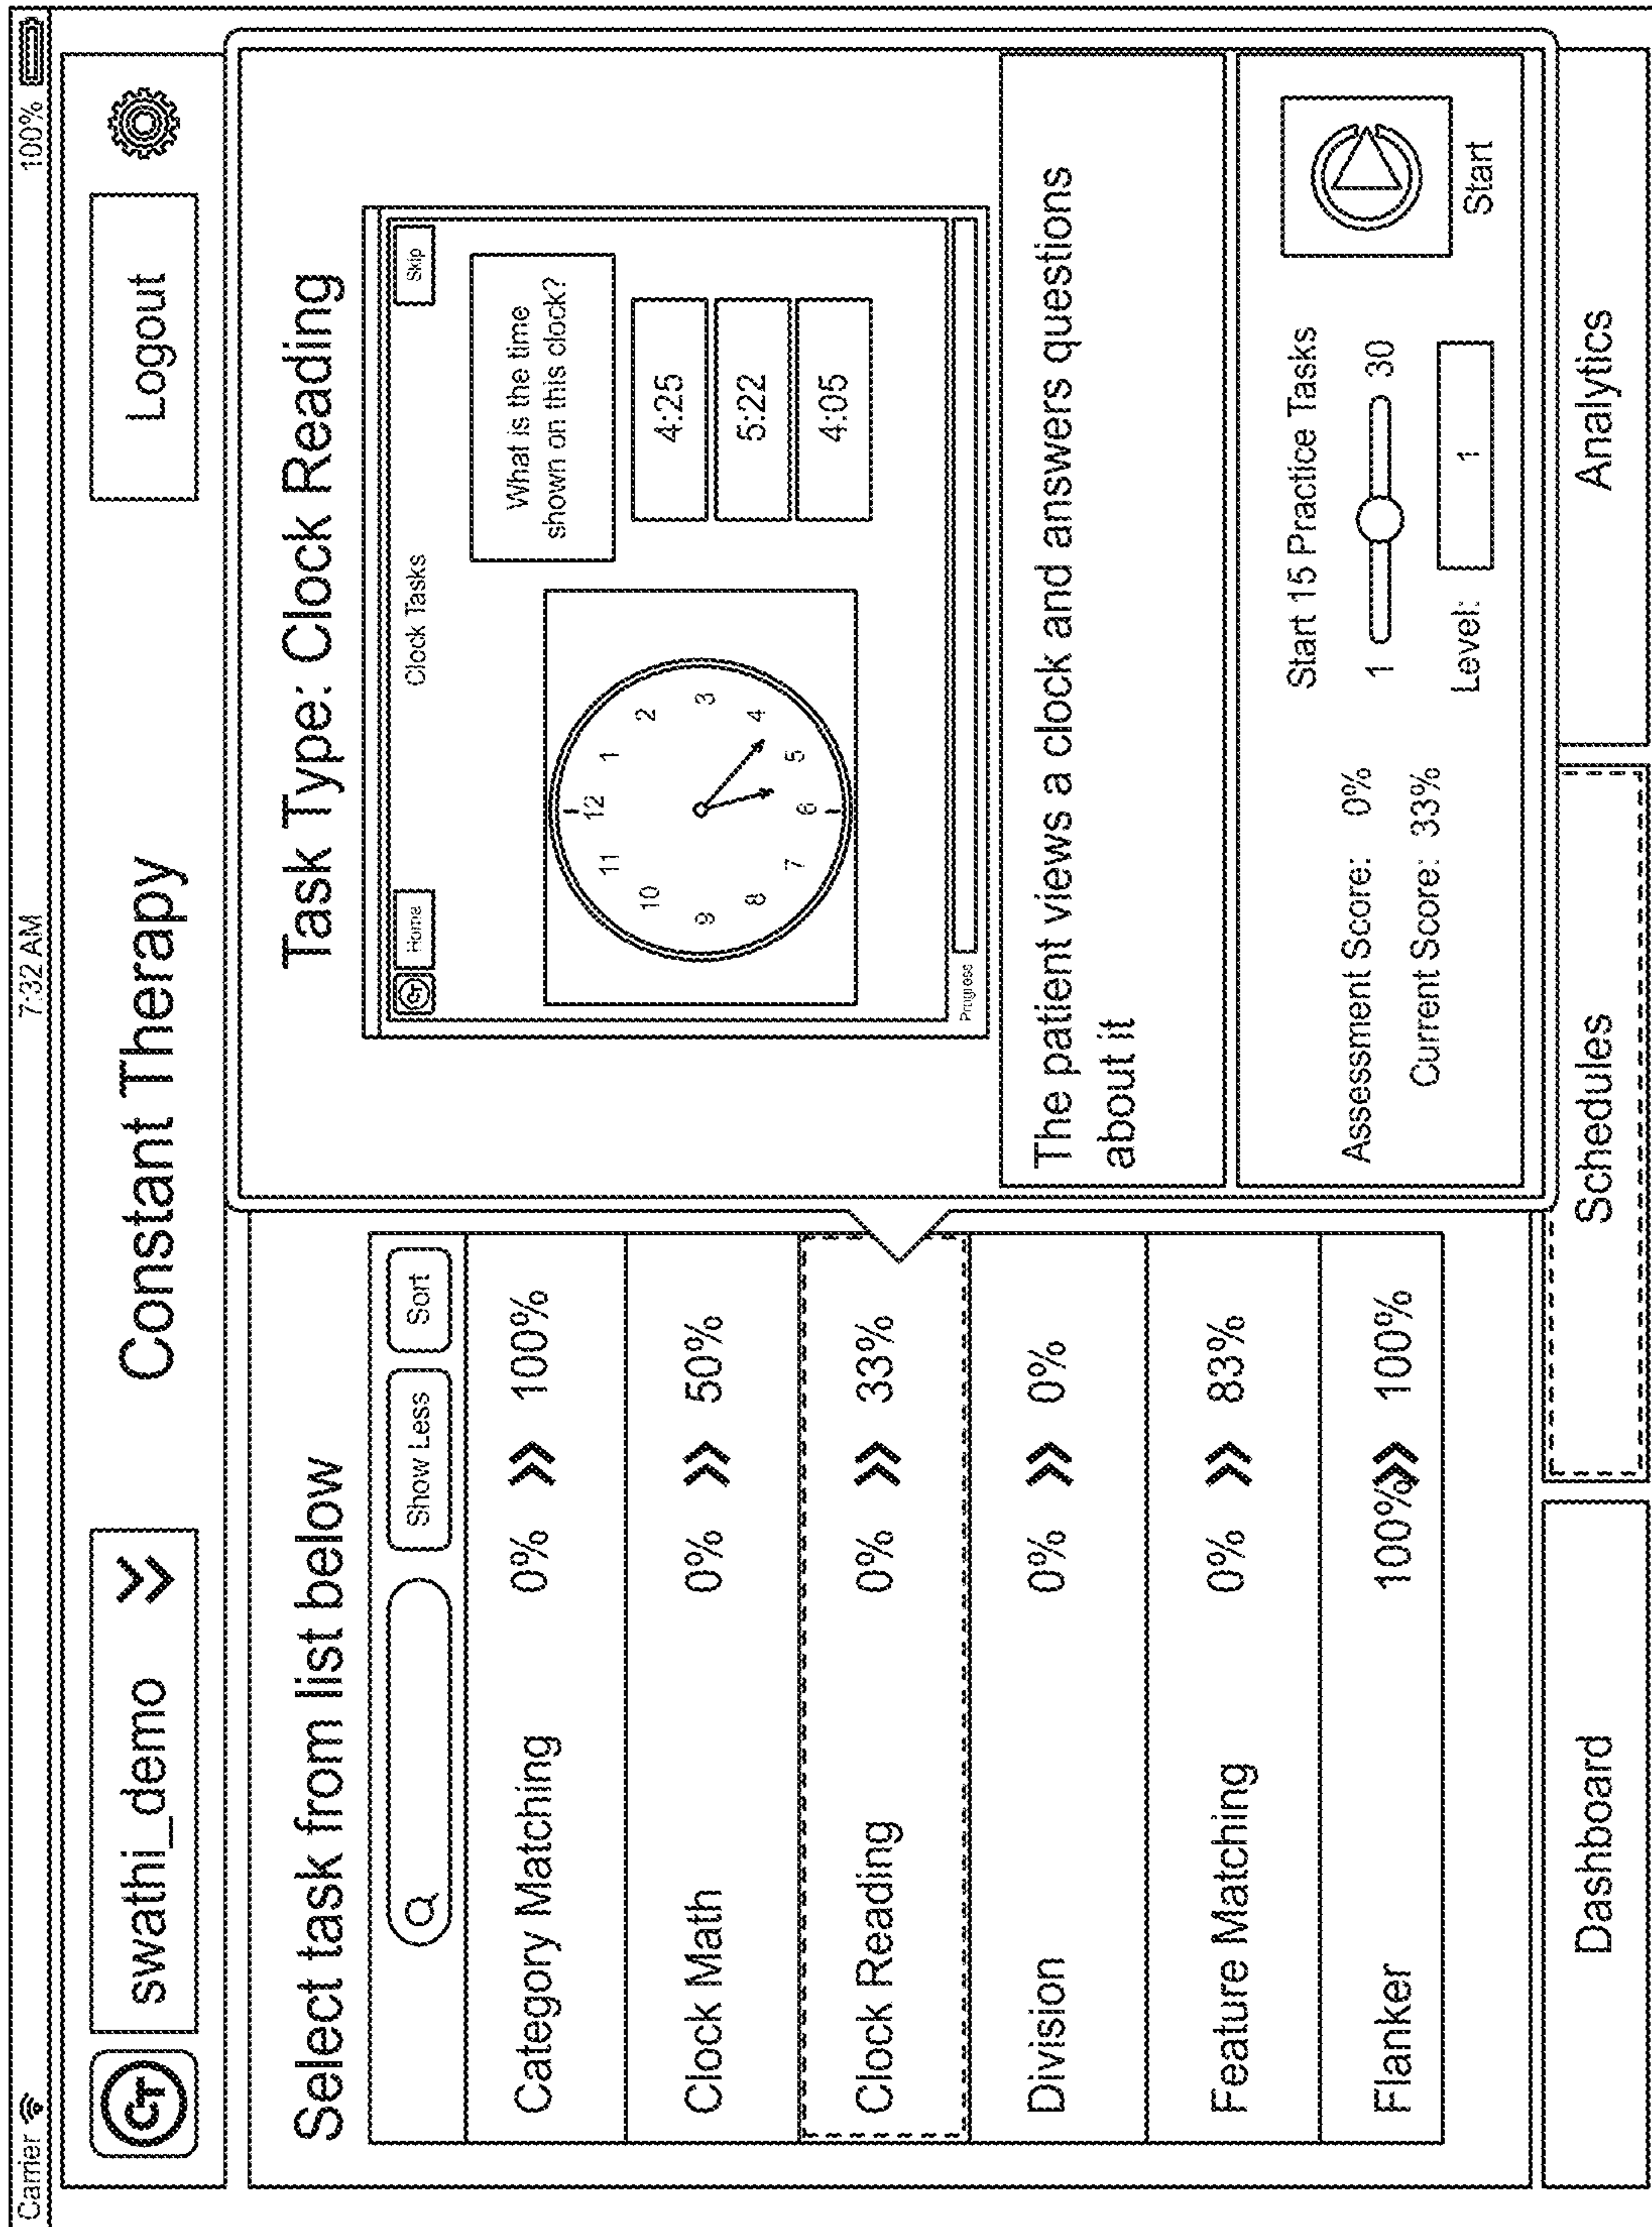 Carrier 7:32 AM 100%
CT swathi_demo Constant Therapy Logout
Select task from list below
Show Less Sort
Category Matching 0% 100%
Clock Math 0% 50%
Clock Reading 0% 33%
Division 0% 0%
Feature Matching 0% 83%
Flanker 100% 100%
Task Type: Clock Reading
CT Home Clock Tasks Skip
12
1
2
3
4
5
6
7
8
9
10
11
What is the time
shown on this clock?
4:25
5:22
4:05
Progress
The patient views a clock and answers questions
about it
Assessment Score: 0%
Current Score: 33%
Start 15 Practice Tasks
1 30
Level: 1
Start
Dashboard Schedules Analytics